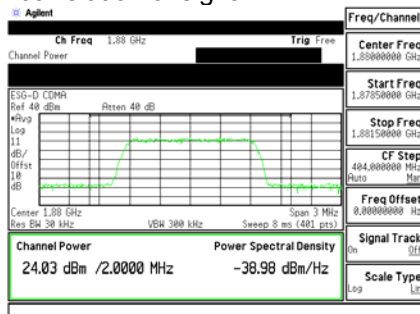 Agilent
Freq/Channel
Ch Freq 1.88 GHz Trig Free
Channel Power
Center Freq
1.88000000 GHz
Start Freq
1.87850000 GHz
Stop Freq
1.88150000 GHz
CF Step
404.000000 MHz
Auto Man
Freq Offset
0.00000000 Hz
Signal Track
On Off
Scale Type
Log Lin
ESG-D CDMA
Ref 40 dBm Atten 40 dB
#Avg
Log
11
dB/
Offst
10
dB
Center 1.88 GHz Span 3 MHz
Res BW 30 kHz VBW 300 kHz Sweep 8 ms (401 pts)
Channel Power Power Spectral Density
24.03 dBm /2.0000 MHz -38.98 dBm/Hz